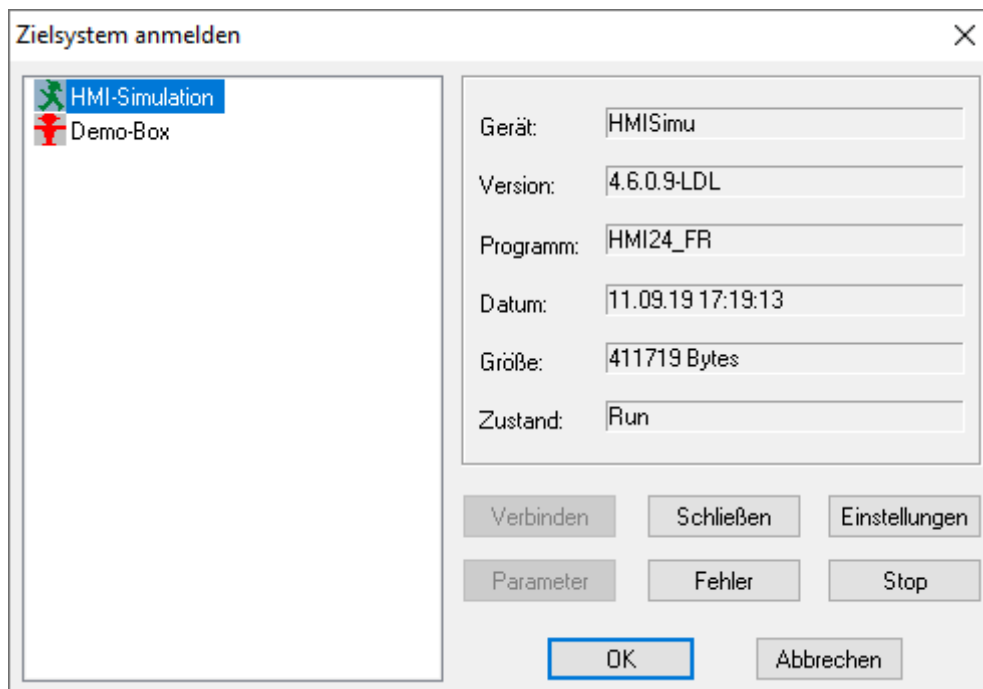 Zielsystem anmelden
HMI-Simulation
Demo-Box
Gerät: HMISimu
Version: 4.6.0.9-LDL
Programm: HMI24_FR
Datum: 11.09.19 17:19:13
Größe: 411719 Bytes
Zustand: Run
Verbinden Schließen Einstellungen
Parameter Fehler Stop
OK Abbrechen